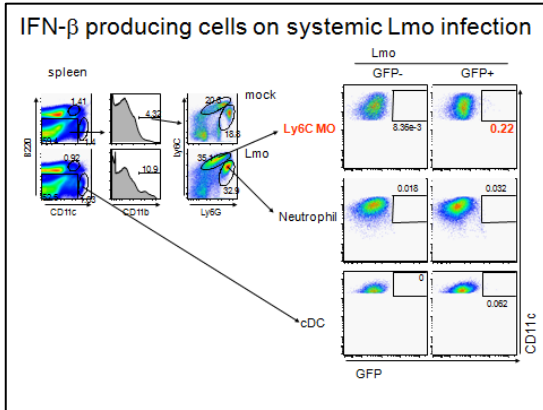 IFN-β producing cells on systemic Lmo infection
Lmo
GFP- GFP+
spleen
1.41
4.32
20.6
mock
18.8
8.36e-3
0.22
B220
Ly6C
Ly6C MO
0.92
10.9
35.1
Lmo
32.9
CD11c CD11b Ly6G
Neutrophil
0.018 0.032
cDC
0
0.062
CD11c
GFP